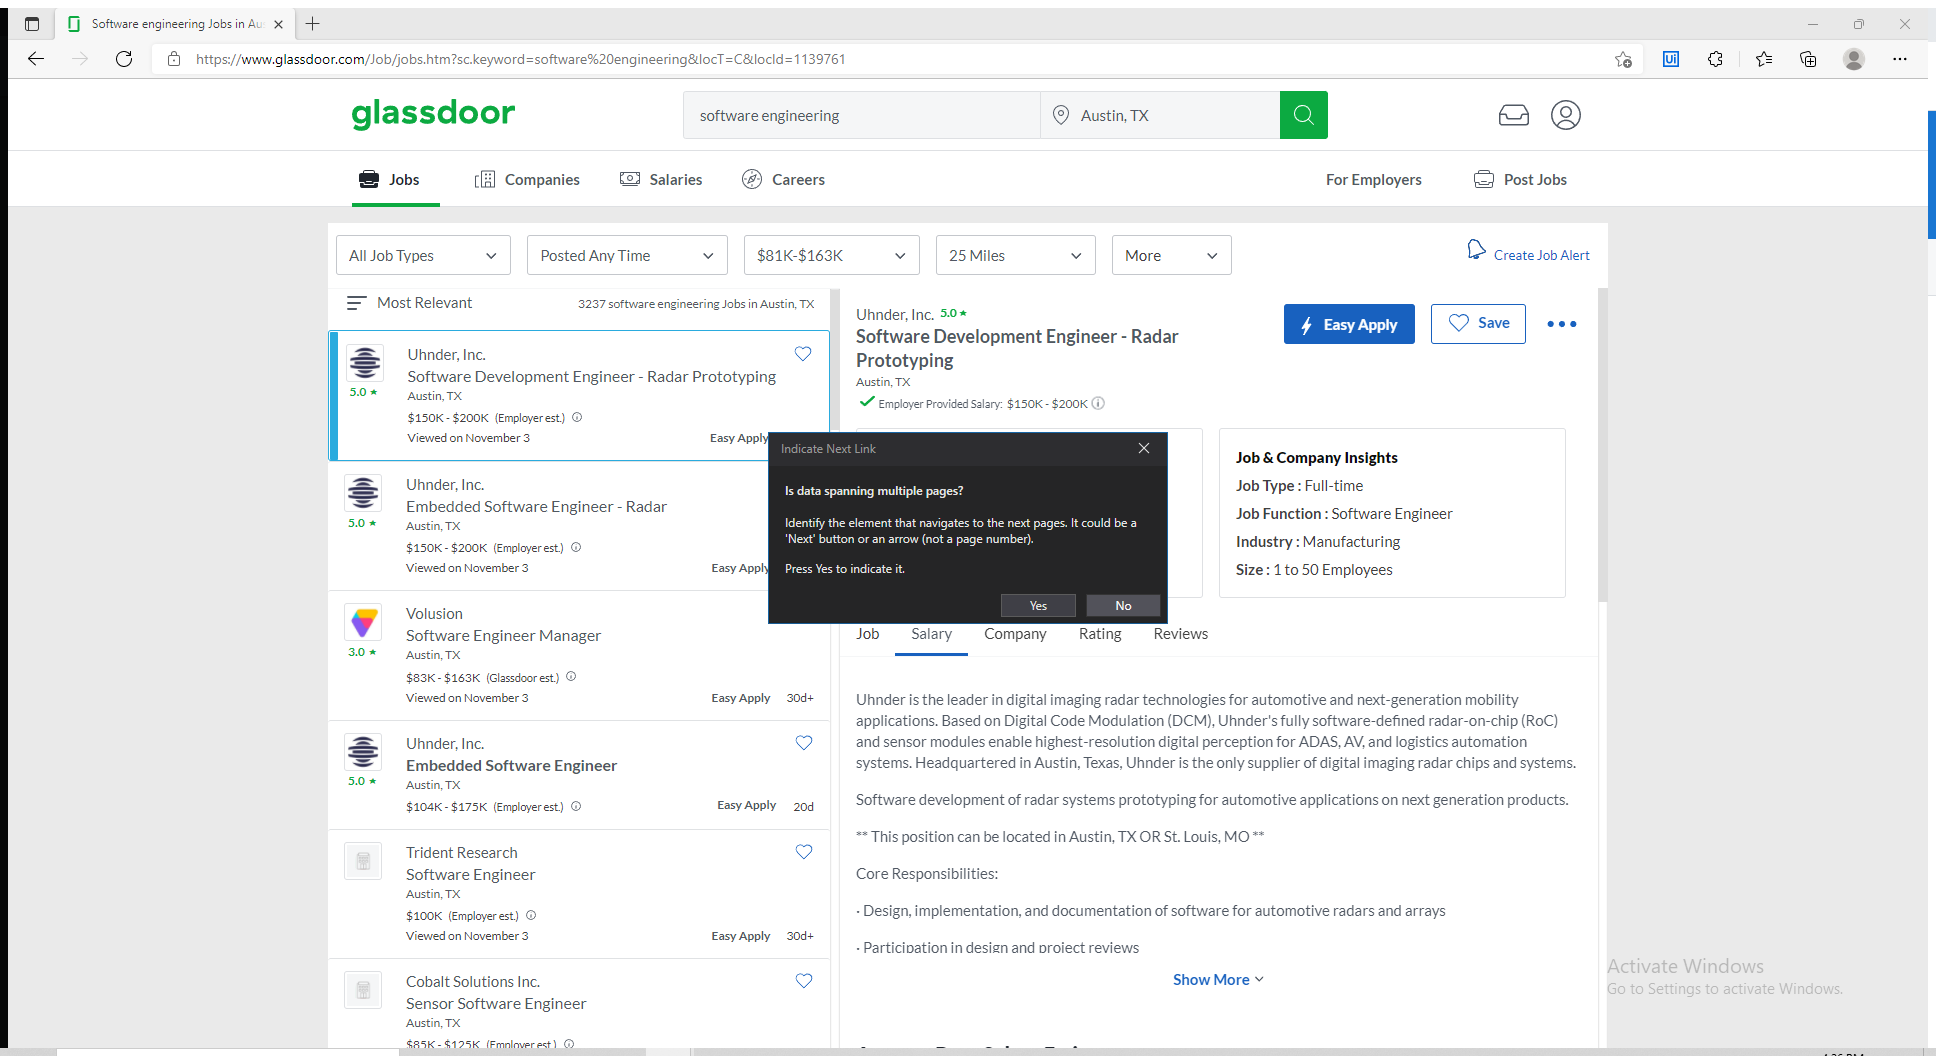 Software engineering Jobs in Au
https://www.glassdoor.com/Job/jobs.htm?sc.keyword=software%20engineering&locT=C&locId=1139761
Ui
glassdoor
software engineering
Austin, TX
Jobs
Companies
Salaries
Careers
For Employers
Post Jobs
All Job Types
Posted Any Time
$81K-$163K
25 Miles
More
Create Job Alert
Most Relevant
3237 software engineering Jobs in Austin, TX
Uhnder, Inc.
Software Development Engineer - Radar Prototyping
5.0 ★
Austin, TX
$150K - $200K (Employer est.)
Viewed on November 3
Easy Apply
Uhnder, Inc.
Embedded Software Engineer - Radar
5.0 ★
Austin, TX
$150K - $200K (Employer est.)
Viewed on November 3
Easy Apply
Volusion
Software Engineer Manager
3.0 ★
Austin, TX
$83K - $163K (Glassdoor est.)
Viewed on November 3
Easy Apply 30d+
Uhnder, Inc.
Embedded Software Engineer
5.0 ★
Austin, TX
$104K - $175K (Employer est.)
Easy Apply 20d
Trident Research
Software Engineer
Austin, TX
$100K (Employer est.)
Viewed on November 3
Easy Apply 30d+
Cobalt Solutions Inc.
Sensor Software Engineer
Austin, TX
$85K - $125K (Employer est.)
Uhnder, Inc. 5.0 ★
Software Development Engineer - Radar
Prototyping
Austin, TX
Employer Provided Salary: $150K - $200K
Easy Apply
Save
Indicate Next Link
Is data spanning multiple pages?
Identify the element that navigates to the next pages. It could be a
'Next' button or an arrow (not a page number).
Press Yes to indicate it.
Yes
No
Job & Company Insights
Job Type : Full-time
Job Function : Software Engineer
Industry : Manufacturing
Size : 1 to 50 Employees
Job
Salary
Company
Rating
Reviews
Uhnder is the leader in digital imaging radar technologies for automotive and next-generation mobility
applications. Based on Digital Code Modulation (DCM), Uhnder's fully software-defined radar-on-chip (RoC)
and sensor modules enable highest-resolution digital perception for ADAS, AV, and logistics automation
systems. Headquartered in Austin, Texas, Uhnder is the only supplier of digital imaging radar chips and systems.
Software development of radar systems prototyping for automotive applications on next generation products.
** This position can be located in Austin, TX OR St. Louis, MO **
Core Responsibilities:
· Design, implementation, and documentation of software for automotive radars and arrays
· Participation in design and project reviews
Show More
Activate Windows
Go to Settings to activate Windows.